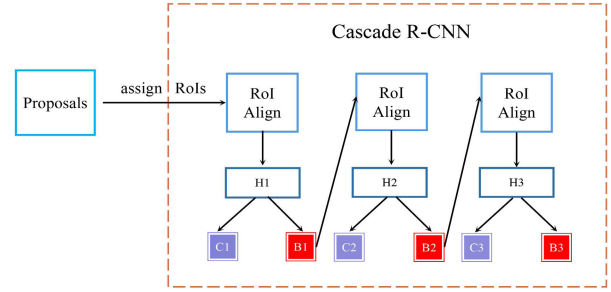 Cascade R-CNN
Proposals
assign RoIs
RoI
Align
RoI
Align
RoI
Align
H1
H2
H3
C1
B1
C2
B2
C3
B3